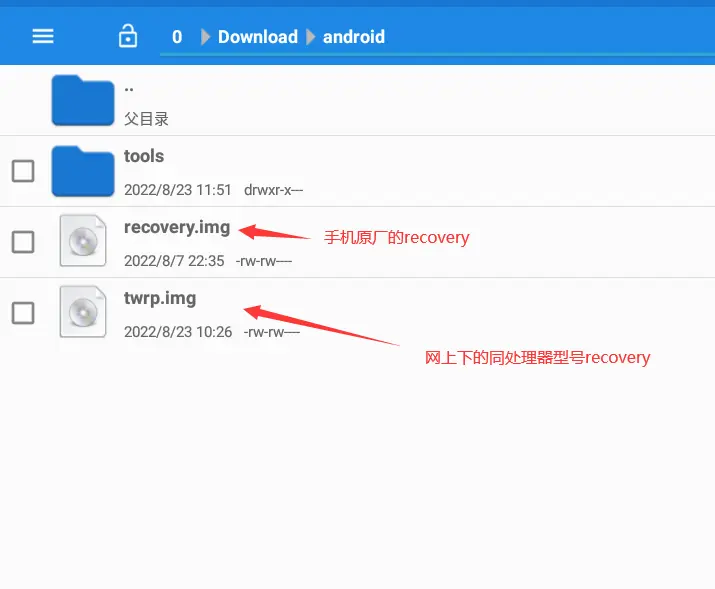 0 Download android
..
父目录
tools
2022/8/23 11:51 drwxr-x---
recovery.img
手机原厂的recovery
2022/8/7 22:35 -rw-rw----
twrp.img
2022/8/23 10:26 -rw-rw----
网上下的同处理器型号recovery